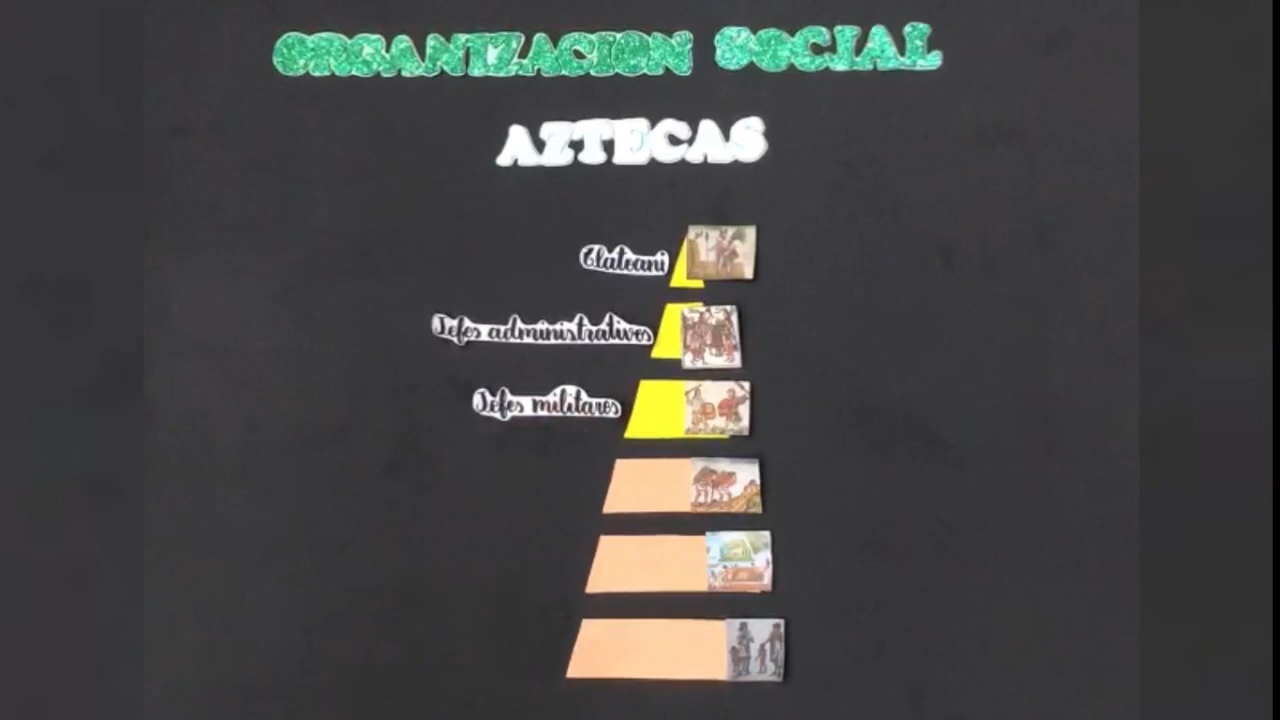 ORGANIZACION SOCIAL
AZTECAS
Tlatoani
Jefes administrativos
Jefes militares